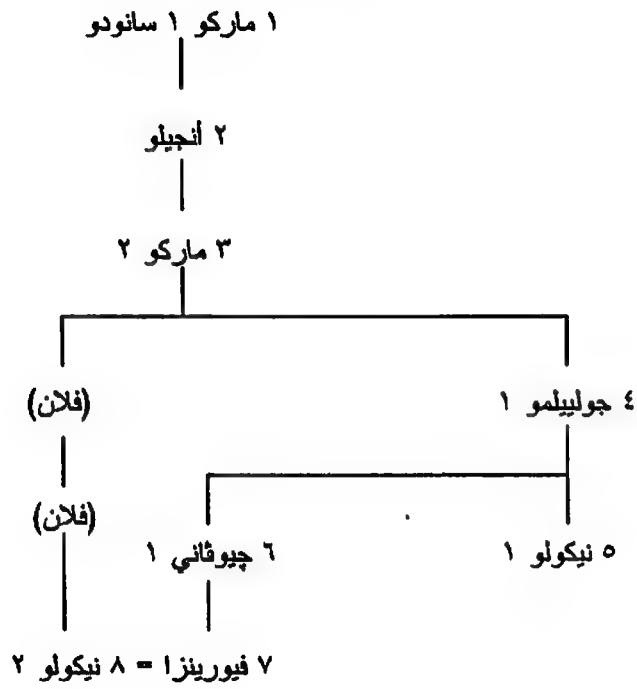 ١ ماركو ١ سانودو
٢ أنجيلو
٣ ماركو ٢
٤ جولييلمو ١
(فلان)
(فلان)
٥ نيكولو ١
٦ چيوڤاني ١
٧ فيورينزا = ٨ نيكولو ٢